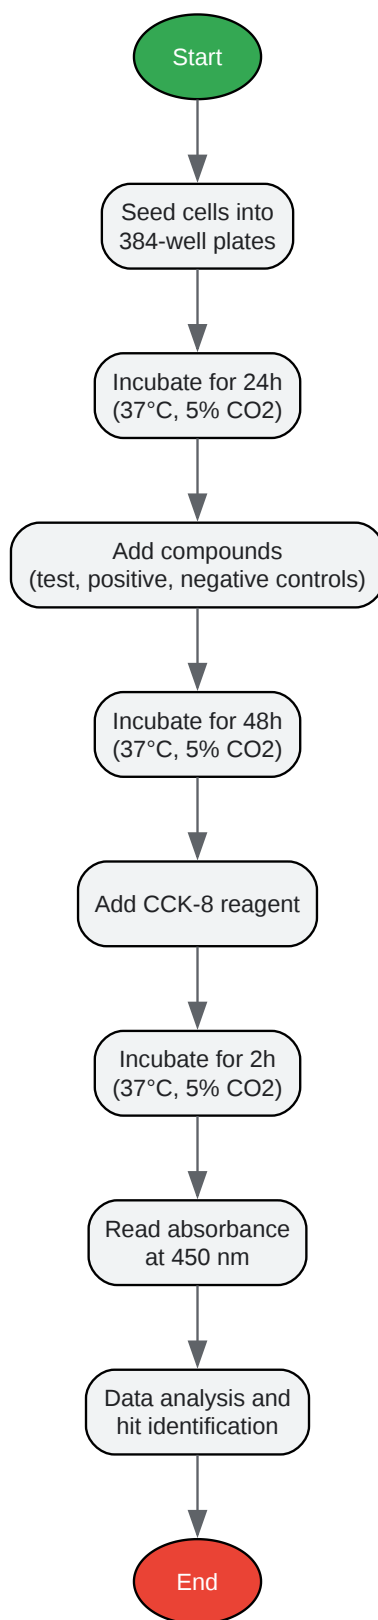 Start
Seed cells into
384-well plates
Incubate for 24h
(37°C, 5% CO2)
Add compounds
(test, positive, negative controls)
Incubate for 48h
(37°C, 5% CO2)
Add CCK-8 reagent
Incubate for 2h
(37°C, 5% CO2)
Read absorbance
at 450 nm
Data analysis and
hit identification
End